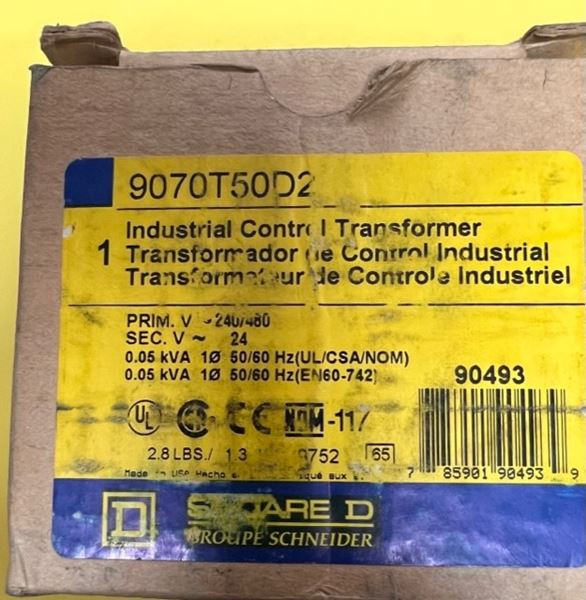 9070T50D2
1
Industrial Control Transformer
Transformador de Control Industrial
Transformateur de Controle Industriel
PRIM. V ~ 240/480
SEC. V ~ 24
0.05 kVA 1Ø 50/60 Hz(UL/CSA/NOM)
0.05 kVA 1Ø 50/60 Hz(EN60-742)
90493
UL CE NOM-117
2.8 LBS./ 1.3 9752 65
7 85901 90493 9
Made in USA Hecho
SQUARE D
GROUPE SCHNEIDER